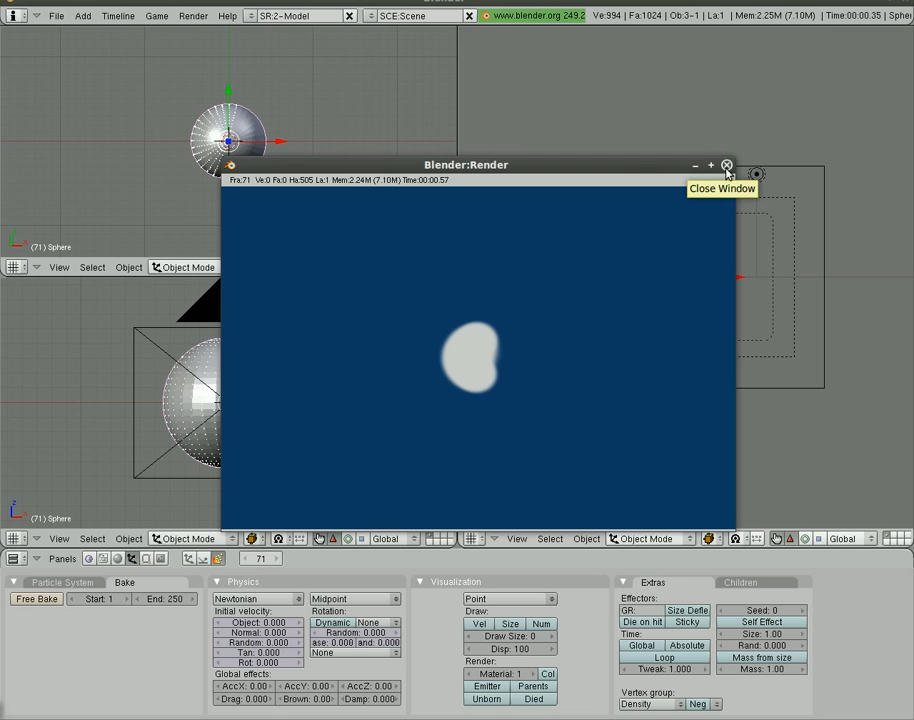 Blender
File Add Timeline Game Render Help SR:2-Model SCE:Scene www.blender.org 249.2 Ve:994 | Fa:1024 | Ob:3-1 | La:1 | Mem:2.25M (7.10M) | Time:00:00.35 | Sphe
Blender:Render
Fra:71 Ve:0 Fa:0 Ha:505 La:1 Mem:2.24M (7.10M) Time:00:00.57
Close Window
(71) Sphere
View Select Object Object Mode
(71) Sphere
View Select Object Object Mode Global View Select Object Object Mode Global
Panels 71
Particle System Bake Physics Visualization Extras Children
Free Bake Start: 1 End: 250
Newtonian Midpoint
Initial velocity: Rotation:
Object: 0.000 Dynamic None
Normal: 0.000 Random: 0.000
Random: 0.000 ase: 0.000 and: 0.000
Tan: 0.000 None
Rot: 0.000
Global effects:
AccX: 0.00 AccY: 0.00 AccZ: 0.00
Drag: 0.000 Brown: 0.00 Damp: 0.000
Point
Draw:
Vel Size Num
Draw Size: 0
Disp: 100
Render:
Material: 1 Col
Emitter Parents
Unborn Died
Effectors:
GR: Size Defle
Die on hit Sticky
Time:
Global Absolute
Loop
Tweak: 1.000
Vertex group:
Density Neg
Seed: 0
Self Effect
Size: 1.00
Rand: 0.000
Mass from size
Mass: 1.00